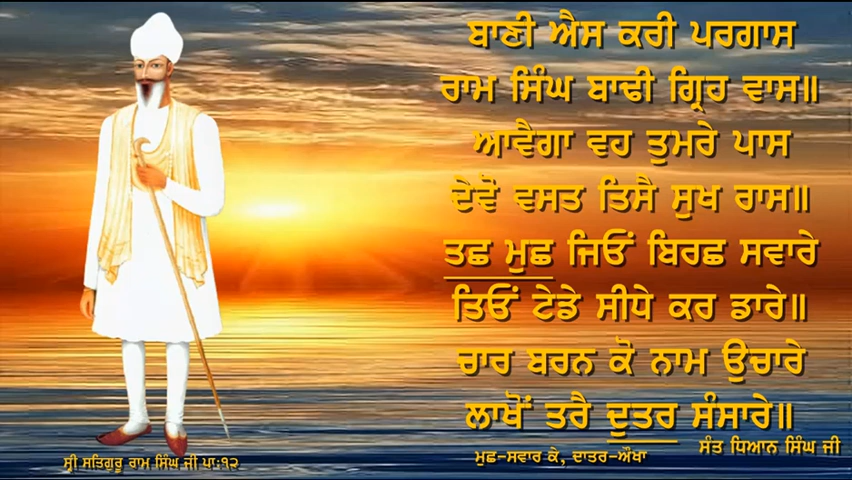 ਬਾਣੀ ਐਸ ਕਰੀ ਪਰਗਾਸ
ਰਾਮ ਸਿੰਘ ਬਾਢੀ ਗ੍ਰਿਹ ਵਾਸ॥
ਆਵੈਗਾ ਵਹ ਤੁਮਰੇ ਪਾਸ
ਦੇਵੋਂ ਵਸਤ ਤਿਸੈ ਸੁਖ ਰਾਸ॥
ਤਛ ਮੁਛ ਜਿਓਂ ਬਿਰਛ ਸਵਾਰੇ
ਤਿਓਂ ਟੇਡੇ ਸੀਧੇ ਕਰ ਡਾਰੇ॥
ਚਾਰ ਬਰਨ ਕੋ ਨਾਮ ਉਚਾਰੇ
ਲਾਖੋਂ ਤਰੈ ਦੁਤਰ ਸੰਸਾਰੇ॥
ਸੰਤ ਧਿਆਨ ਸਿੰਘ ਜੀ
ਮੁਛ-ਸਵਾਰ ਕੇ, ਦਾਤਰ-ਔਖਾ
ਸ੍ਰੀ ਸਤਿਗੁਰੂ ਰਾਮ ਸਿੰਘ ਜੀ ਪਾ:੧੨